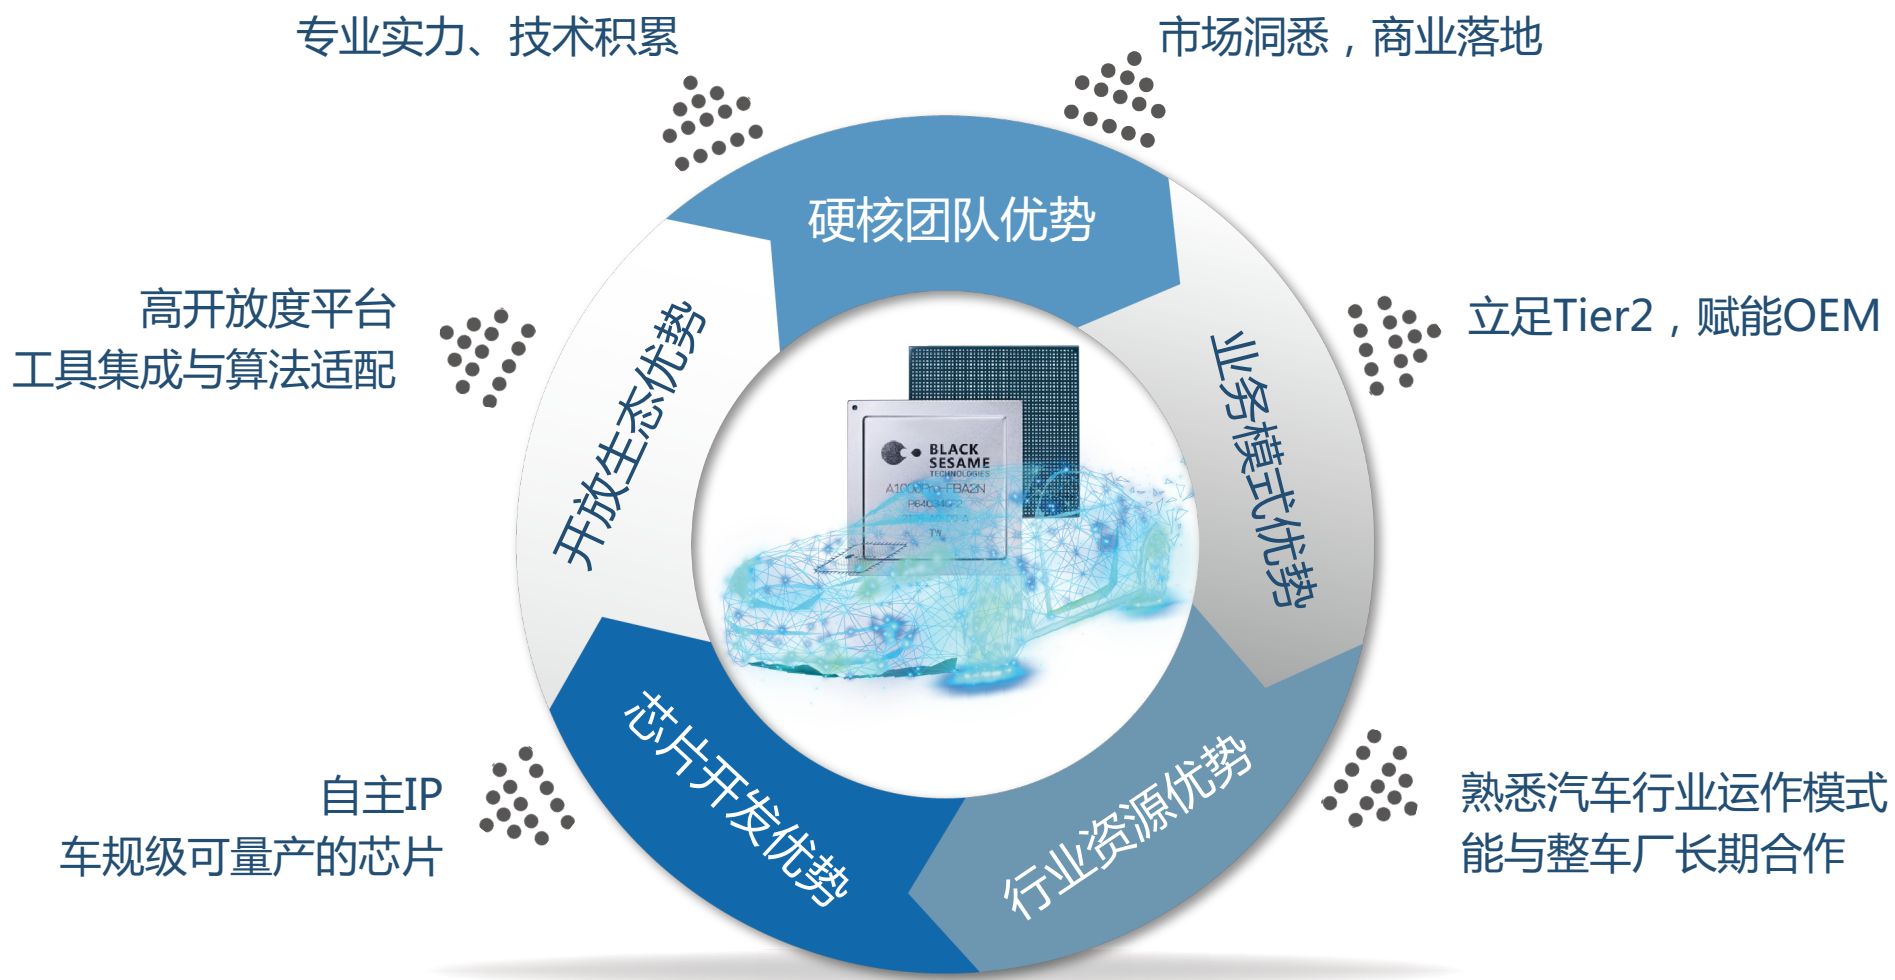 专业实力、技术积累
市场洞悉，商业落地
硬核团队优势
高开放度平台
工具集成与算法适配
立足Tier2，赋能OEM
开放生态优势
业务模式优势
BLACK
SESAME
TECHNOLOGIES
A1000Pro-FBA2N
TW
芯片开发优势
行业资源优势
自主IP
车规级可量产的芯片
熟悉汽车行业运作模式
能与整车厂长期合作